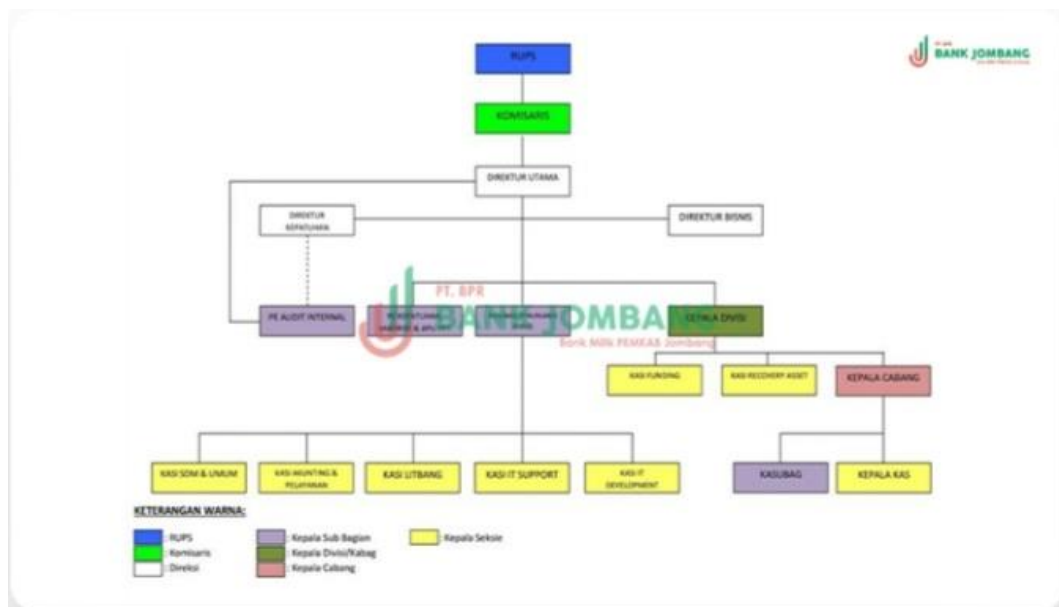 PT. BPR
BANK JOMBANG
RUPS
KOMISARIS
DIREKTUR UTAMA
DIREKTUR
KEPATUHAN
DIREKTUR BISNIS
PE AUDIT INTERNAL
PT. BPR
BANK JOMBANG
Bank Milik PEMKAB Jombang
KEPALA DIVISI
KASI FUNDING
KASI RECOVERY ASSET
KEPALA CABANG
KASI SDM & UMUM
KASI AKUNTING &
PELAYANAN
KASI LITBANG
KASI IT SUPPORT
KASI IT
DEVELOPMENT
KASUBAG
KEPALA KAS
KETERANGAN WARNA:
: RUPS
: Komisaris
: Direksi
: Kepala Sub Bagian
: Kepala Divisi/Kabag
: Kepala Cabang
: Kepala Seksie